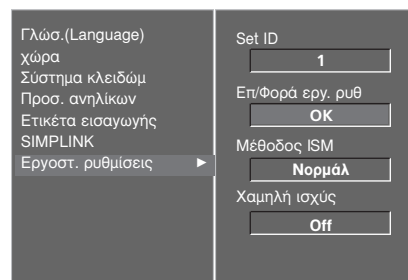 Γλώσ.(Language)
χώρα
Σύστημα κλειδώμ
Προσ. ανηλίκων
Ετικέτα εισαγωγής
SIMPLINK
Εργοστ. ρυθμίσεις ►
Set ID
1
Επ/Φορά εργ. ρυθ
OK
Μέθοδος ISM
Νορμάλ
Χαμηλή ισχύς
Off